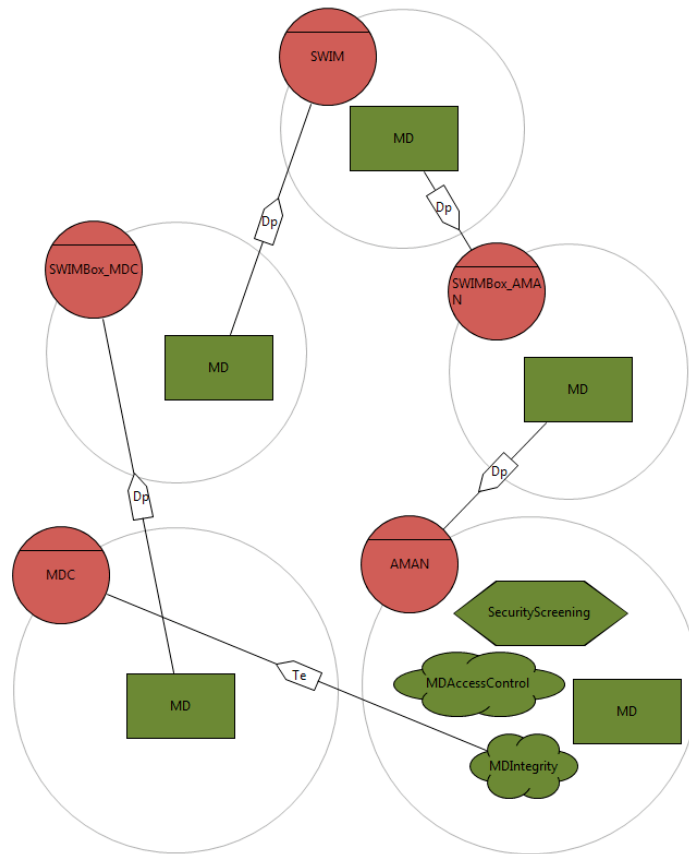 SWIM
MD
Dp
Dp
SWIMBox_MDC
SWIMBox_AMA
N
MD
MD
Dp
Dp
MDC
AMAN
SecurityScreening
MDAccessControl
Te
MD
MD
MDIntegrity